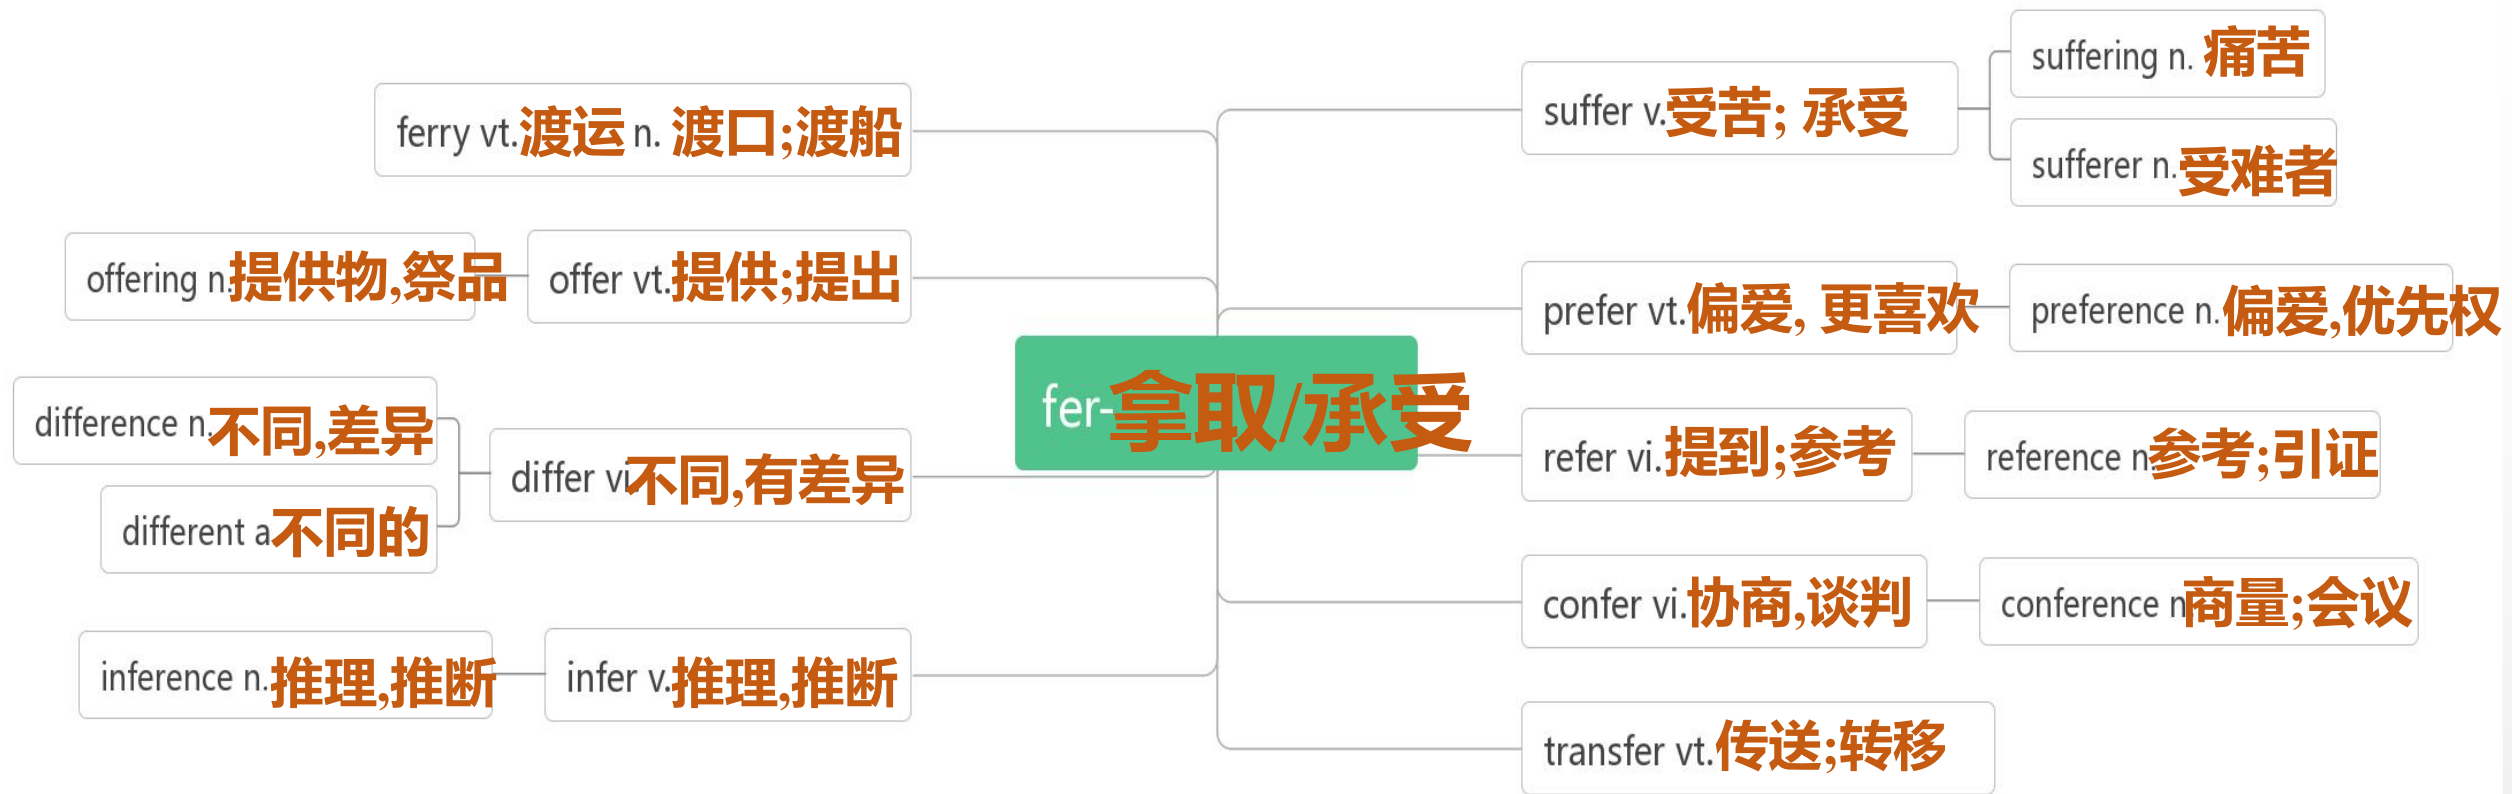 ferry vt.渡运 n. 渡口;渡船
offering n.提供物,祭品
offer vt.提供;提出
difference n.不同,差异
different a不同的
differ vi.不同,有差异
inference n.推理,推断
infer v.推理,推断
fer-拿取/承受
suffer v.受苦; 承受
suffering n. 痛苦
sufferer n.受难者
prefer vt.偏爱, 更喜欢
preference n.偏爱,优先权
refer vi.提到;参考
reference n.参考;引证
confer vi.协商,谈判
conference n商量;会议
transfer vt.传送;转移